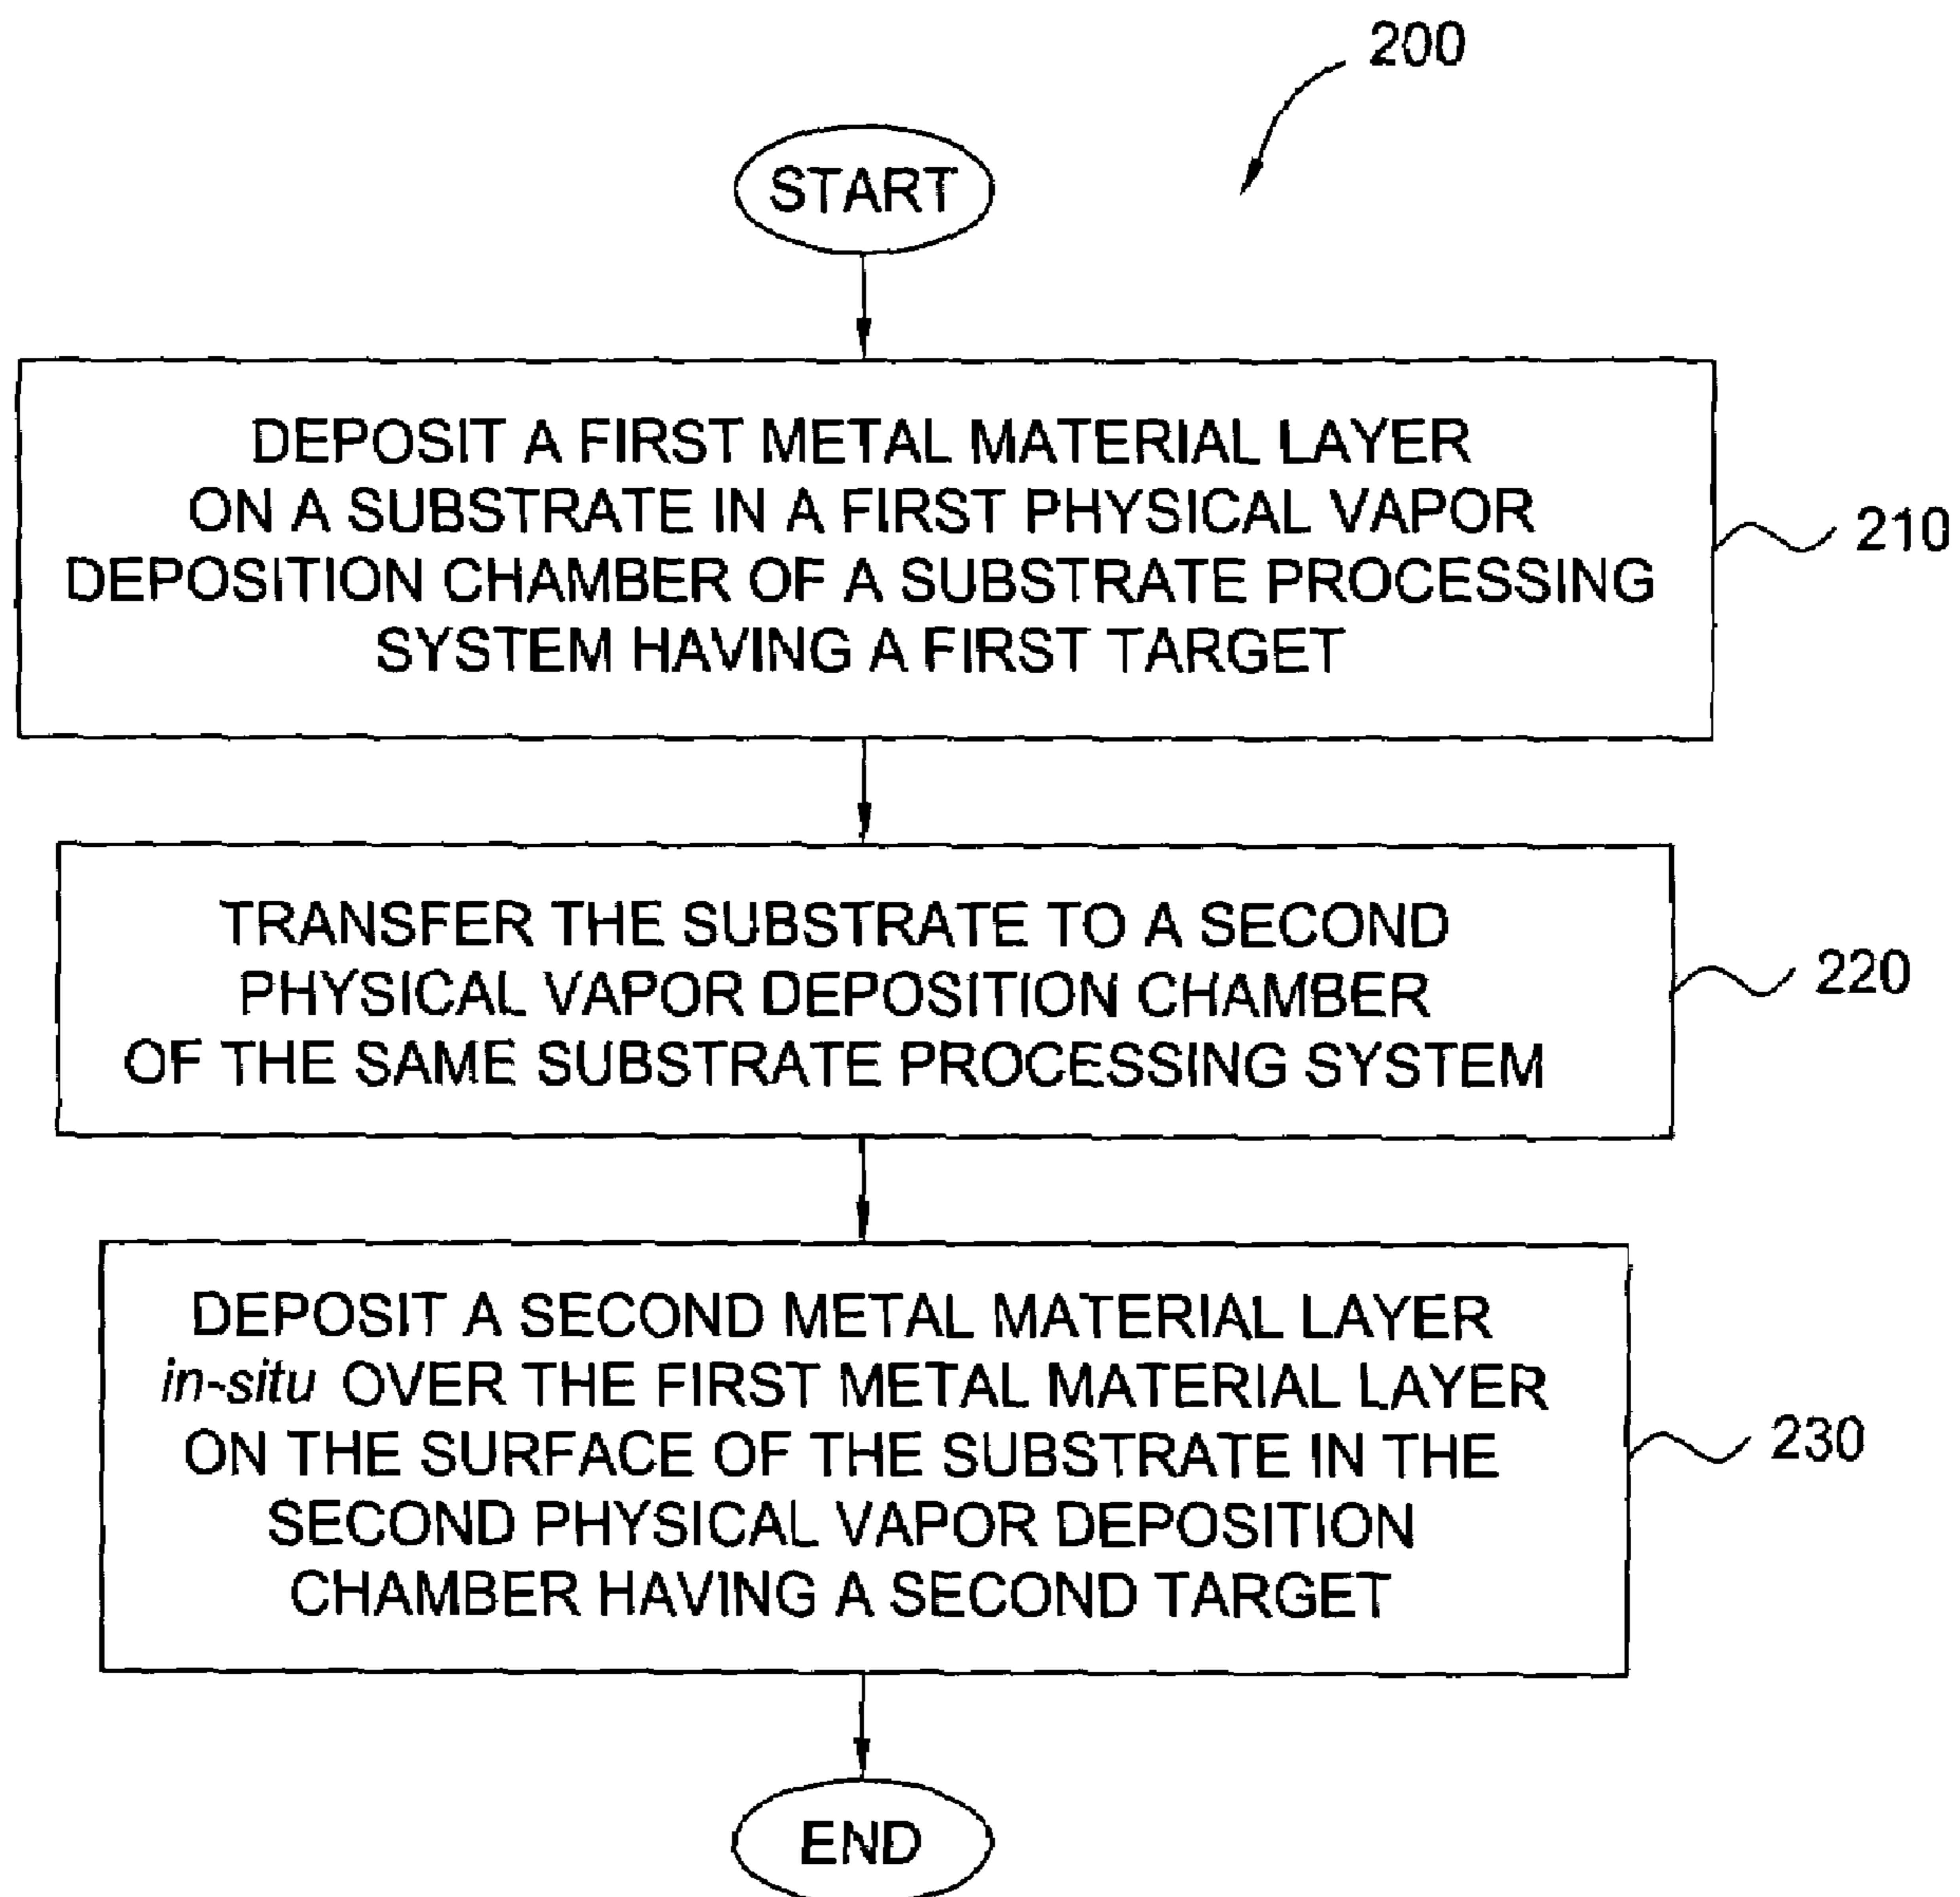 200
START
DEPOSIT A FIRST METAL MATERIAL LAYER
ON A SUBSTRATE IN A FIRST PHYSICAL VAPOR
DEPOSITION CHAMBER OF A SUBSTRATE PROCESSING
SYSTEM HAVING A FIRST TARGET
210
TRANSFER THE SUBSTRATE TO A SECOND
PHYSICAL VAPOR DEPOSITION CHAMBER
OF THE SAME SUBSTRATE PROCESSING SYSTEM
220
DEPOSIT A SECOND METAL MATERIAL LAYER
in-situ OVER THE FIRST METAL MATERIAL LAYER
ON THE SURFACE OF THE SUBSTRATE IN THE
SECOND PHYSICAL VAPOR DEPOSITION
CHAMBER HAVING A SECOND TARGET
230
END